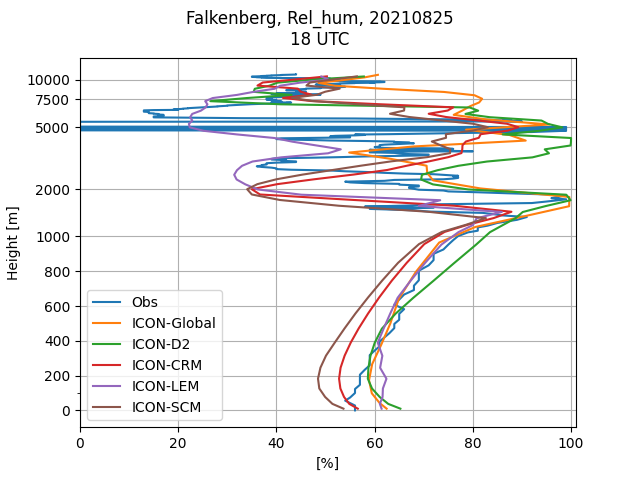 Falkenberg, Rel_hum, 20210825
18 UTC
10000
7500
5000
2000
1000
800
600
400
200
0
Height [m]
Obs
ICON-Global
ICON-D2
ICON-CRM
ICON-LEM
ICON-SCM
0 20 40 60 80 100
[%]